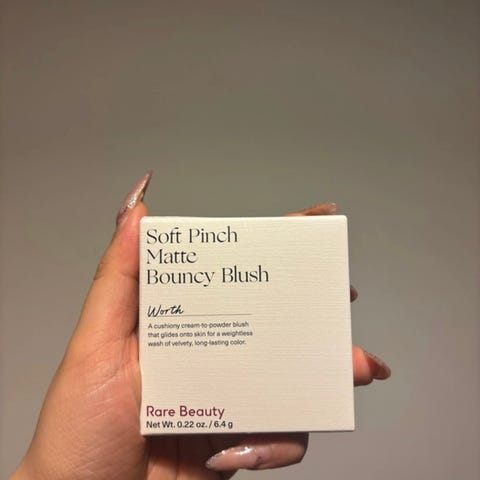 Soft Pinch
Matte
Bouncy Blush
Worth
A cushiony cream-to-powder blush
that glides onto skin for a weightless
wash of velvety, long-lasting color.
Rare Beauty
Net Wt. 0.22 oz. / 6.4 g